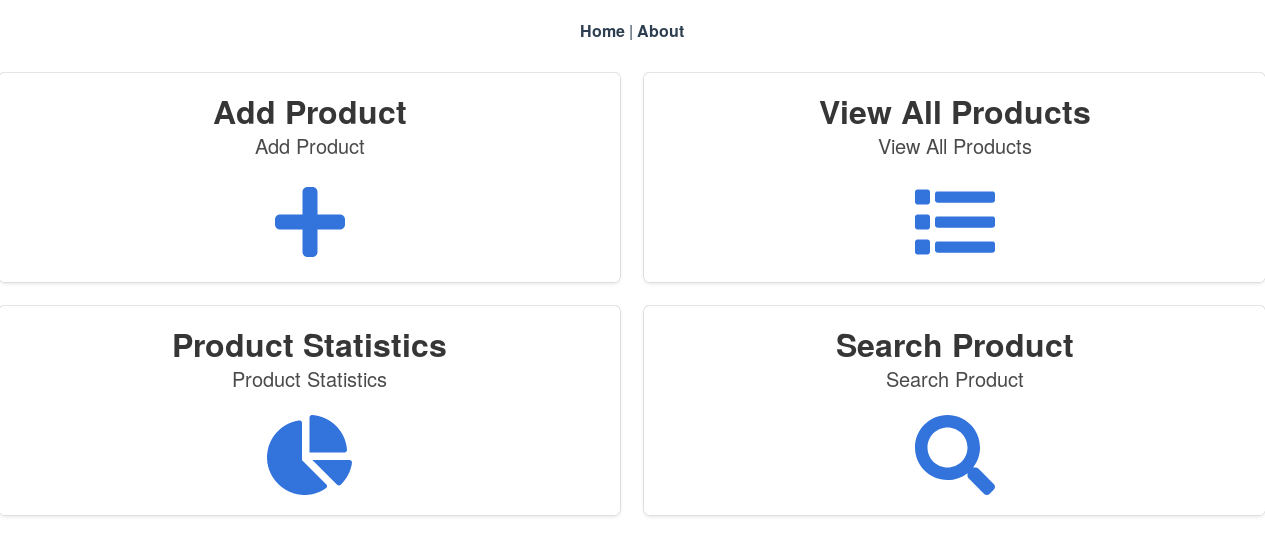 Home | About
Add Product
Add Product
View All Products
View All Products
Product Statistics
Product Statistics
Search Product
Search Product